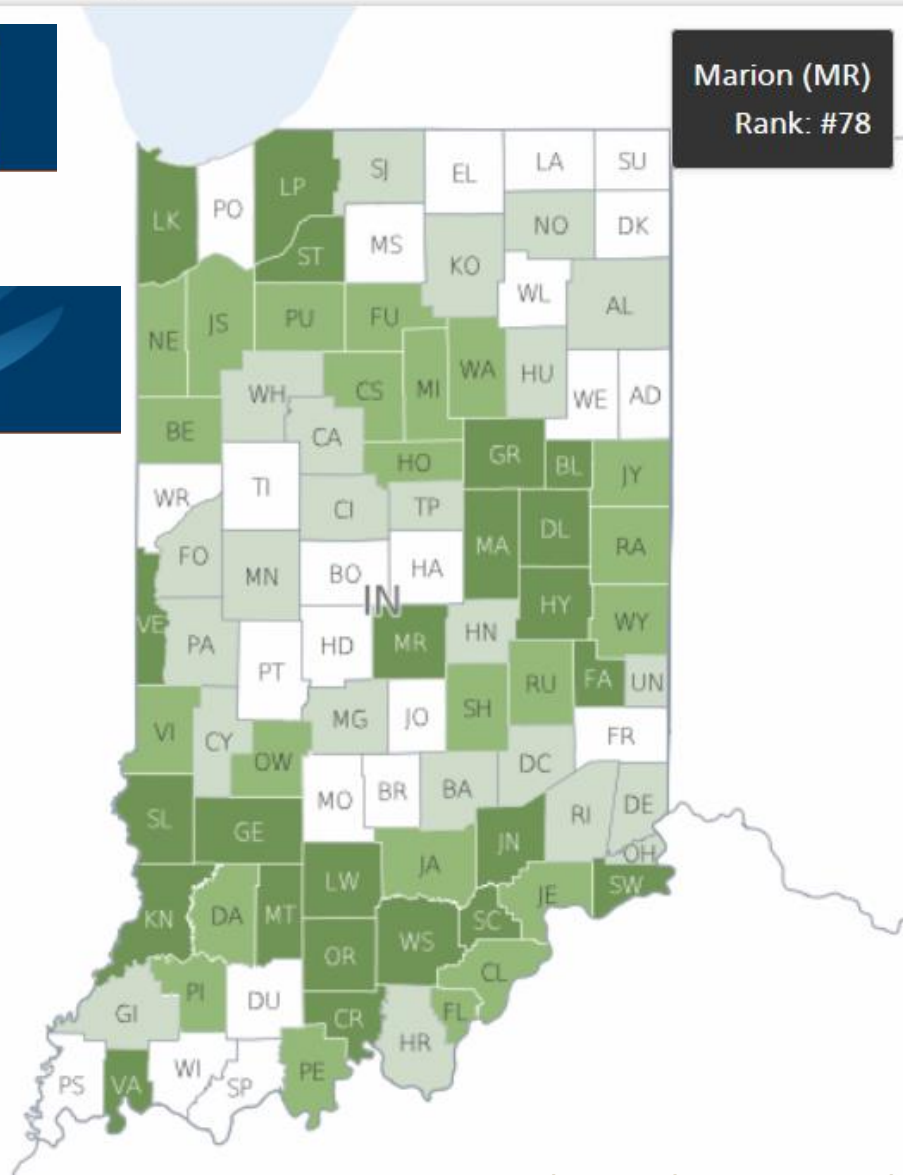 Marion (MR)
Rank: #78
LK
PO
LP
SJ
EL
LA
SU
ST
MS
KO
NO
DK
NE
JS
PU
FU
WL
AL
WH
CS
MI
WA
HU
WE
AD
BE
CA
HO
GR
BL
JY
WR
TI
CI
TP
MA
DL
RA
FO
MN
BO
HA
IN
HY
WY
VE
PA
PT
HD
MR
HN
RU
FA
UN
VI
CY
OW
MG
JO
SH
FR
MO
BR
BA
DC
RI
DE
SL
GE
JN
OH
JA
LW
SW
KN
DA
MT
OR
WS
SC
JE
CL
GI
PI
DU
CR
FL
HR
PS
VA
WI
SP
PE